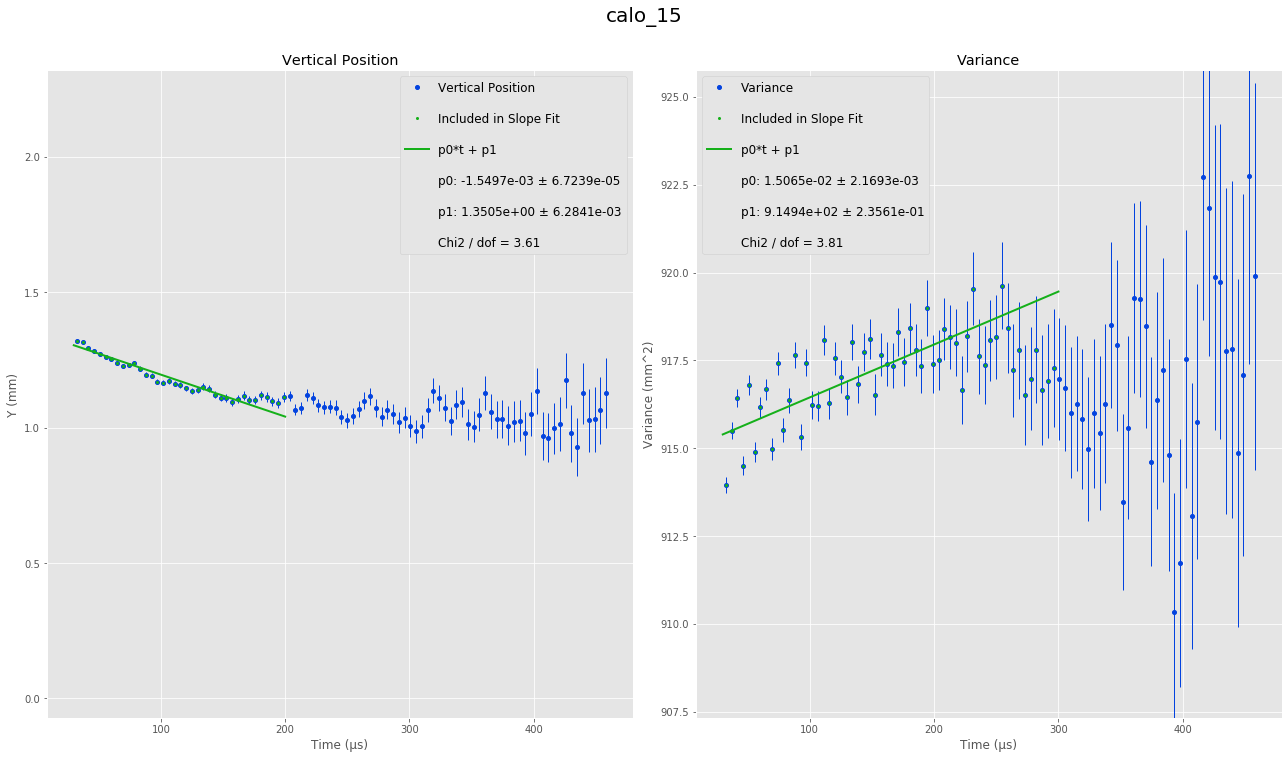 calo_15
Vertical Position
Vertical Position
Included in Slope Fit
p0*t + p1
p0: -1.5497e-03 ± 6.7239e-05
p1: 1.3505e+00 ± 6.2841e-03
Chi2 / dof = 3.61
2.0
1.5
1.0
0.5
0.0
Y (mm)
100
200
300
400
Time (μs)
Variance
Variance
Included in Slope Fit
p0*t + p1
p0: 1.5065e-02 ± 2.1693e-03
p1: 9.1494e+02 ± 2.3561e-01
Chi2 / dof = 3.81
925.0
922.5
920.0
917.5
915.0
912.5
910.0
907.5
Variance (mm^2)
100
200
300
400
Time (μs)